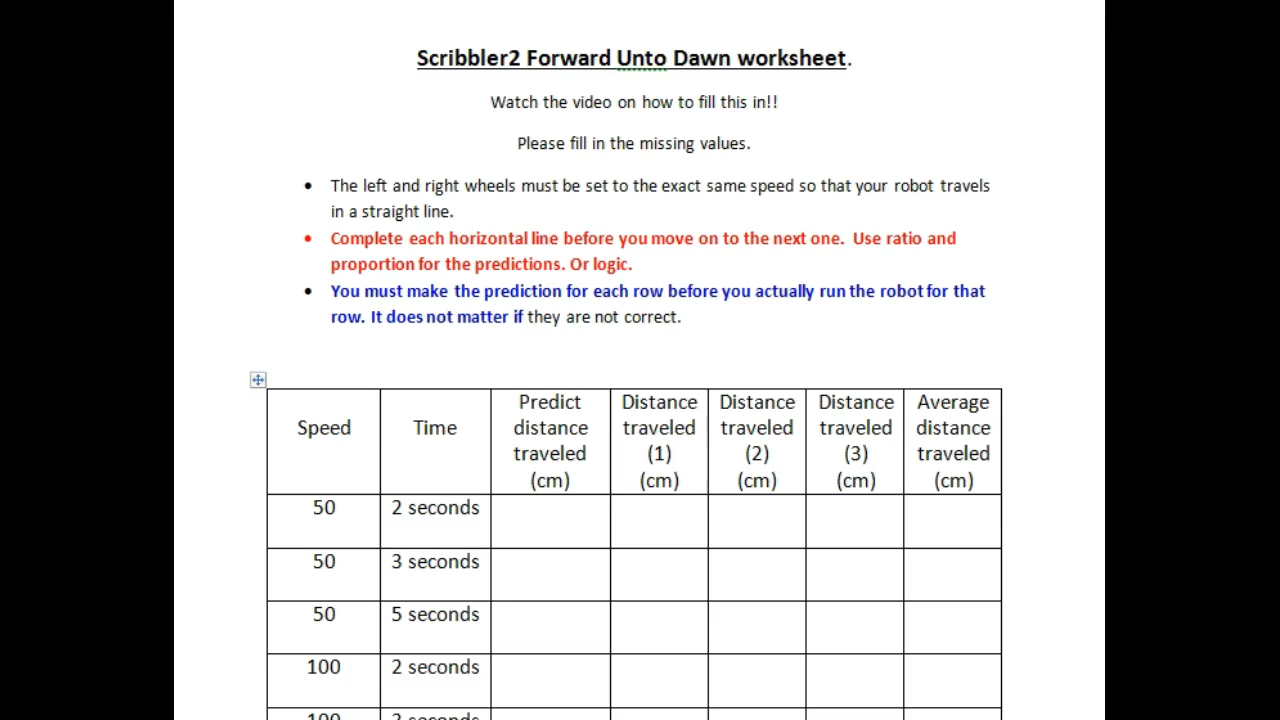 Scribbler2 Forward Unto Dawn worksheet.
Watch the video on how to fill this in!!
Please fill in the missing values.
• The left and right wheels must be set to the exact same speed so that your robot travels
in a straight line.
• Complete each horizontal line before you move on to the next one. Use ratio and
proportion for the predictions. Or logic.
• You must make the prediction for each row before you actually run the robot for that
row. It does not matter if they are not correct.
Speed Time Predict distance traveled (cm) Distance traveled (1) (cm) Distance traveled (2) (cm) Distance traveled (3) (cm) Average distance traveled (cm)
50 2 seconds
50 3 seconds
50 5 seconds
100 2 seconds
100 3 seconds